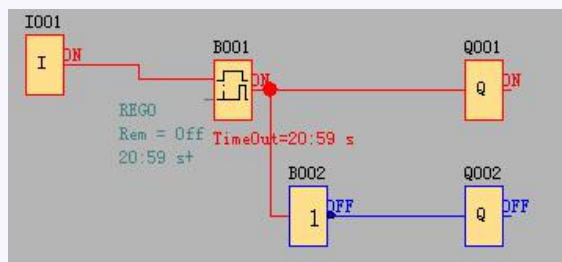 I001
I
ON
B001
ON
REGO
Rem = Off
20:59 s+
TimeOut=20:59 s
Q001
Q
ON
B002
1
OFF
Q002
Q
OFF